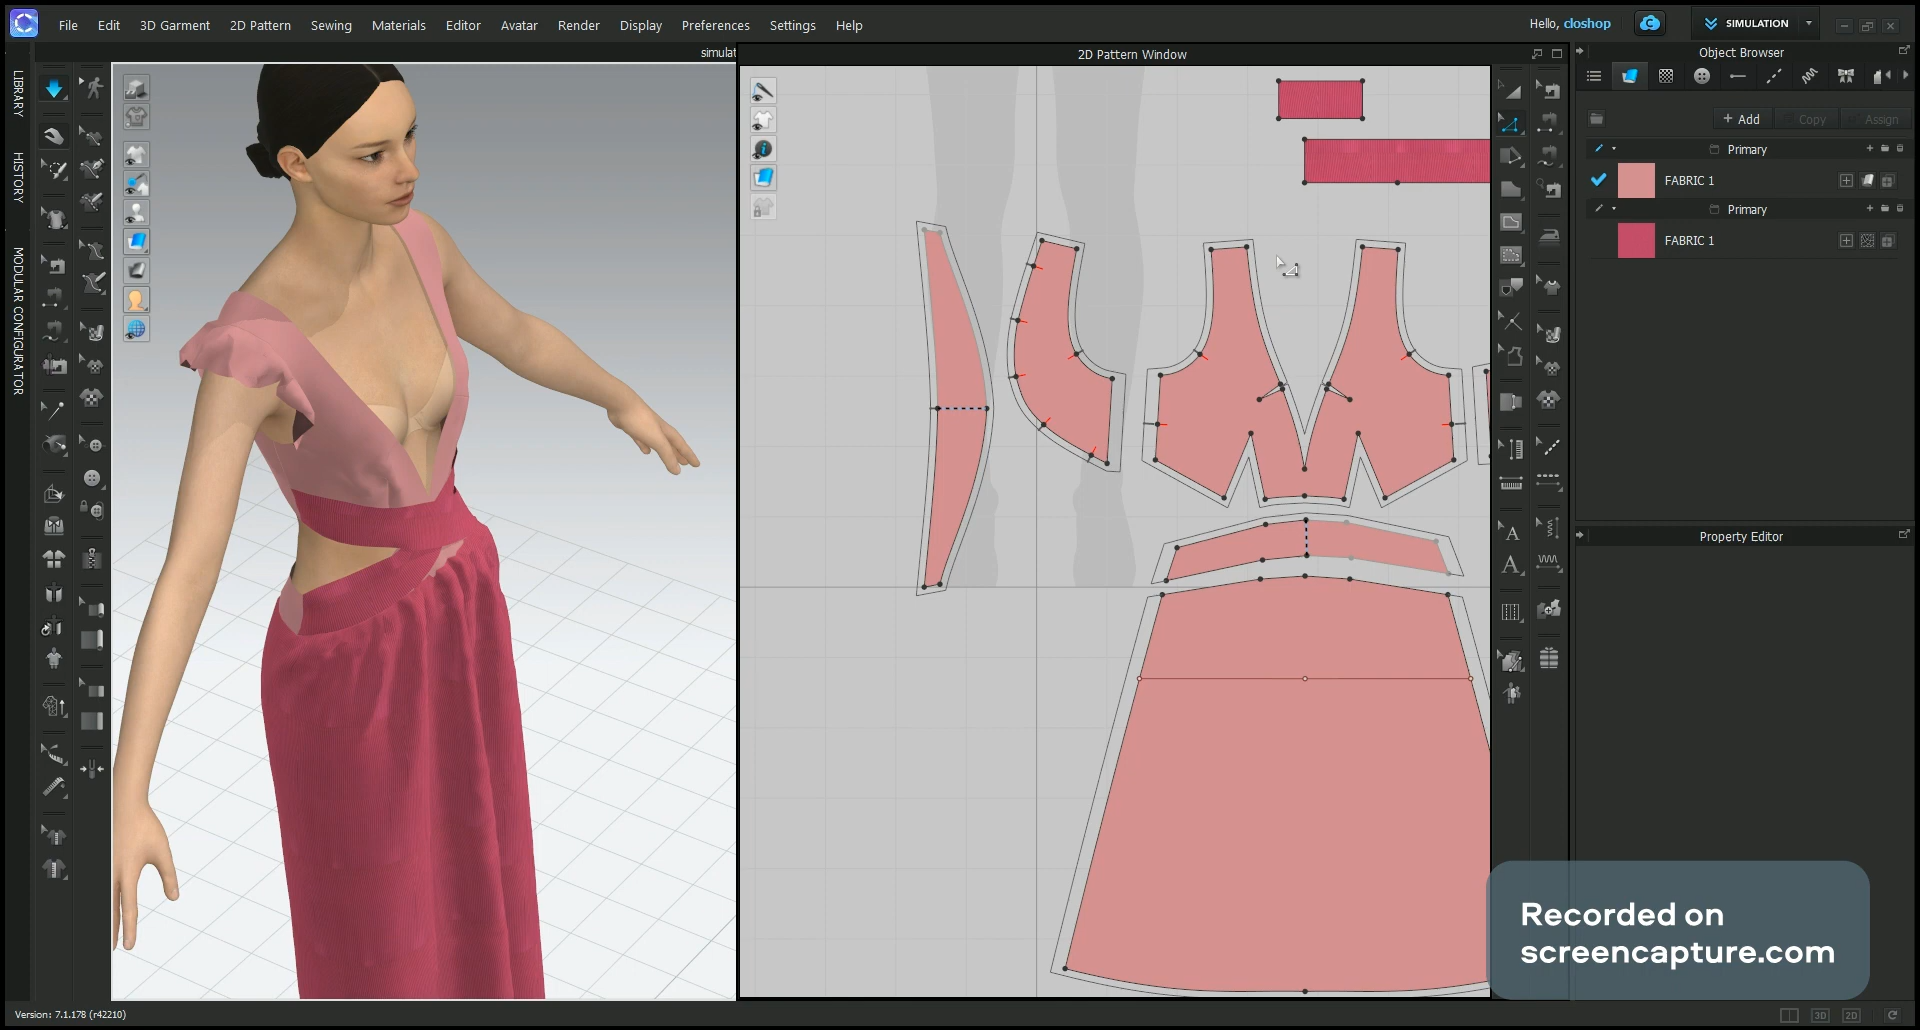 File Edit 3D Garment 2D Pattern Sewing Materials Editor Avatar Render Display Preferences Settings Help
Hello, closhop
SIMULATION
simulat
2D Pattern Window
Object Browser
LIBRARY
HISTORY
MODULAR CONFIGURATOR
+ Add
Copy
Assign
Primary
FABRIC 1
Primary
FABRIC 1
Property Editor
A
A
Recorded on
screencapture.com
Version: 7.1.178 (r42210)
3D
2D